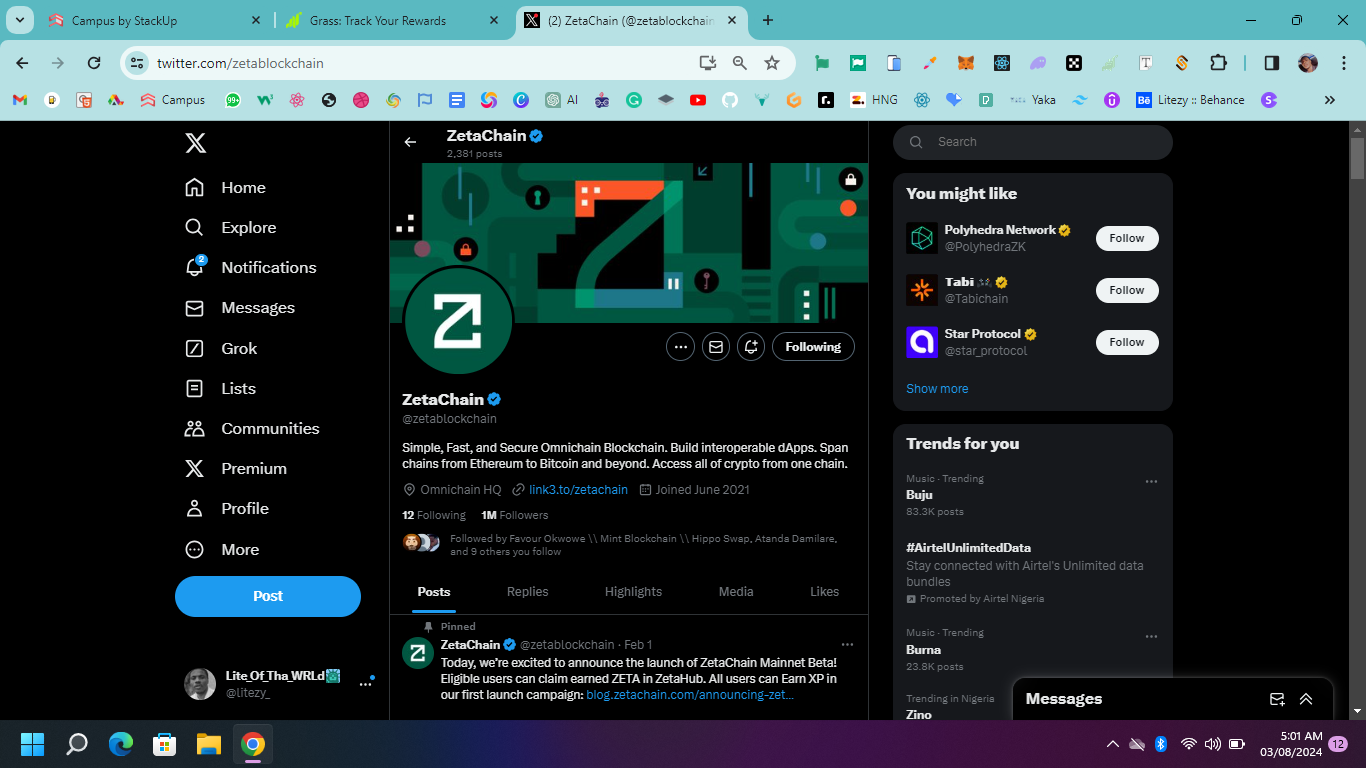 Campus by StackUp
Grass: Track Your Rewards
(2) ZetaChain (@zetablockchain
twitter.com/zetablockchain
Campus
99+
AI
HNG
Yaka
Litezy :: Behance
ZetaChain
2,381 posts
Home
Explore
2
Notifications
Messages
Grok
Lists
Communities
Premium
Profile
More
Post
Lite_Of_Tha_WRLd
@litezy_
Following
ZetaChain
@zetablockchain
Simple, Fast, and Secure Omnichain Blockchain. Build interoperable dApps. Span
chains from Ethereum to Bitcoin and beyond. Access all of crypto from one chain.
Omnichain HQ link3.to/zetachain Joined June 2021
12 Following 1M Followers
Followed by Favour Okwowe \\ Mint Blockchain \\ Hippo Swap, Atanda Damilare,
and 9 others you follow
Posts Replies Highlights Media Likes
Pinned
ZetaChain @zetablockchain · Feb 1
Today, we're excited to announce the launch of ZetaChain Mainnet Beta!
Eligible users can claim earned ZETA in ZetaHub. All users can Earn XP in
our first launch campaign: blog.zetachain.com/announcing-zet...
Search
You might like
Polyhedra Network
@PolyhedraZK
Follow
Tabi
@Tabichain
Follow
Star Protocol
@star_protocol
Follow
Show more
Trends for you
Music · Trending
Buju
83.3K posts
#AirtelUnlimitedData
Stay connected with Airtel's Unlimited data
bundles
Promoted by Airtel Nigeria
Music · Trending
Burna
23.8K posts
Trending in Nigeria
Zino
Messages
5:01 AM
03/08/2024
12